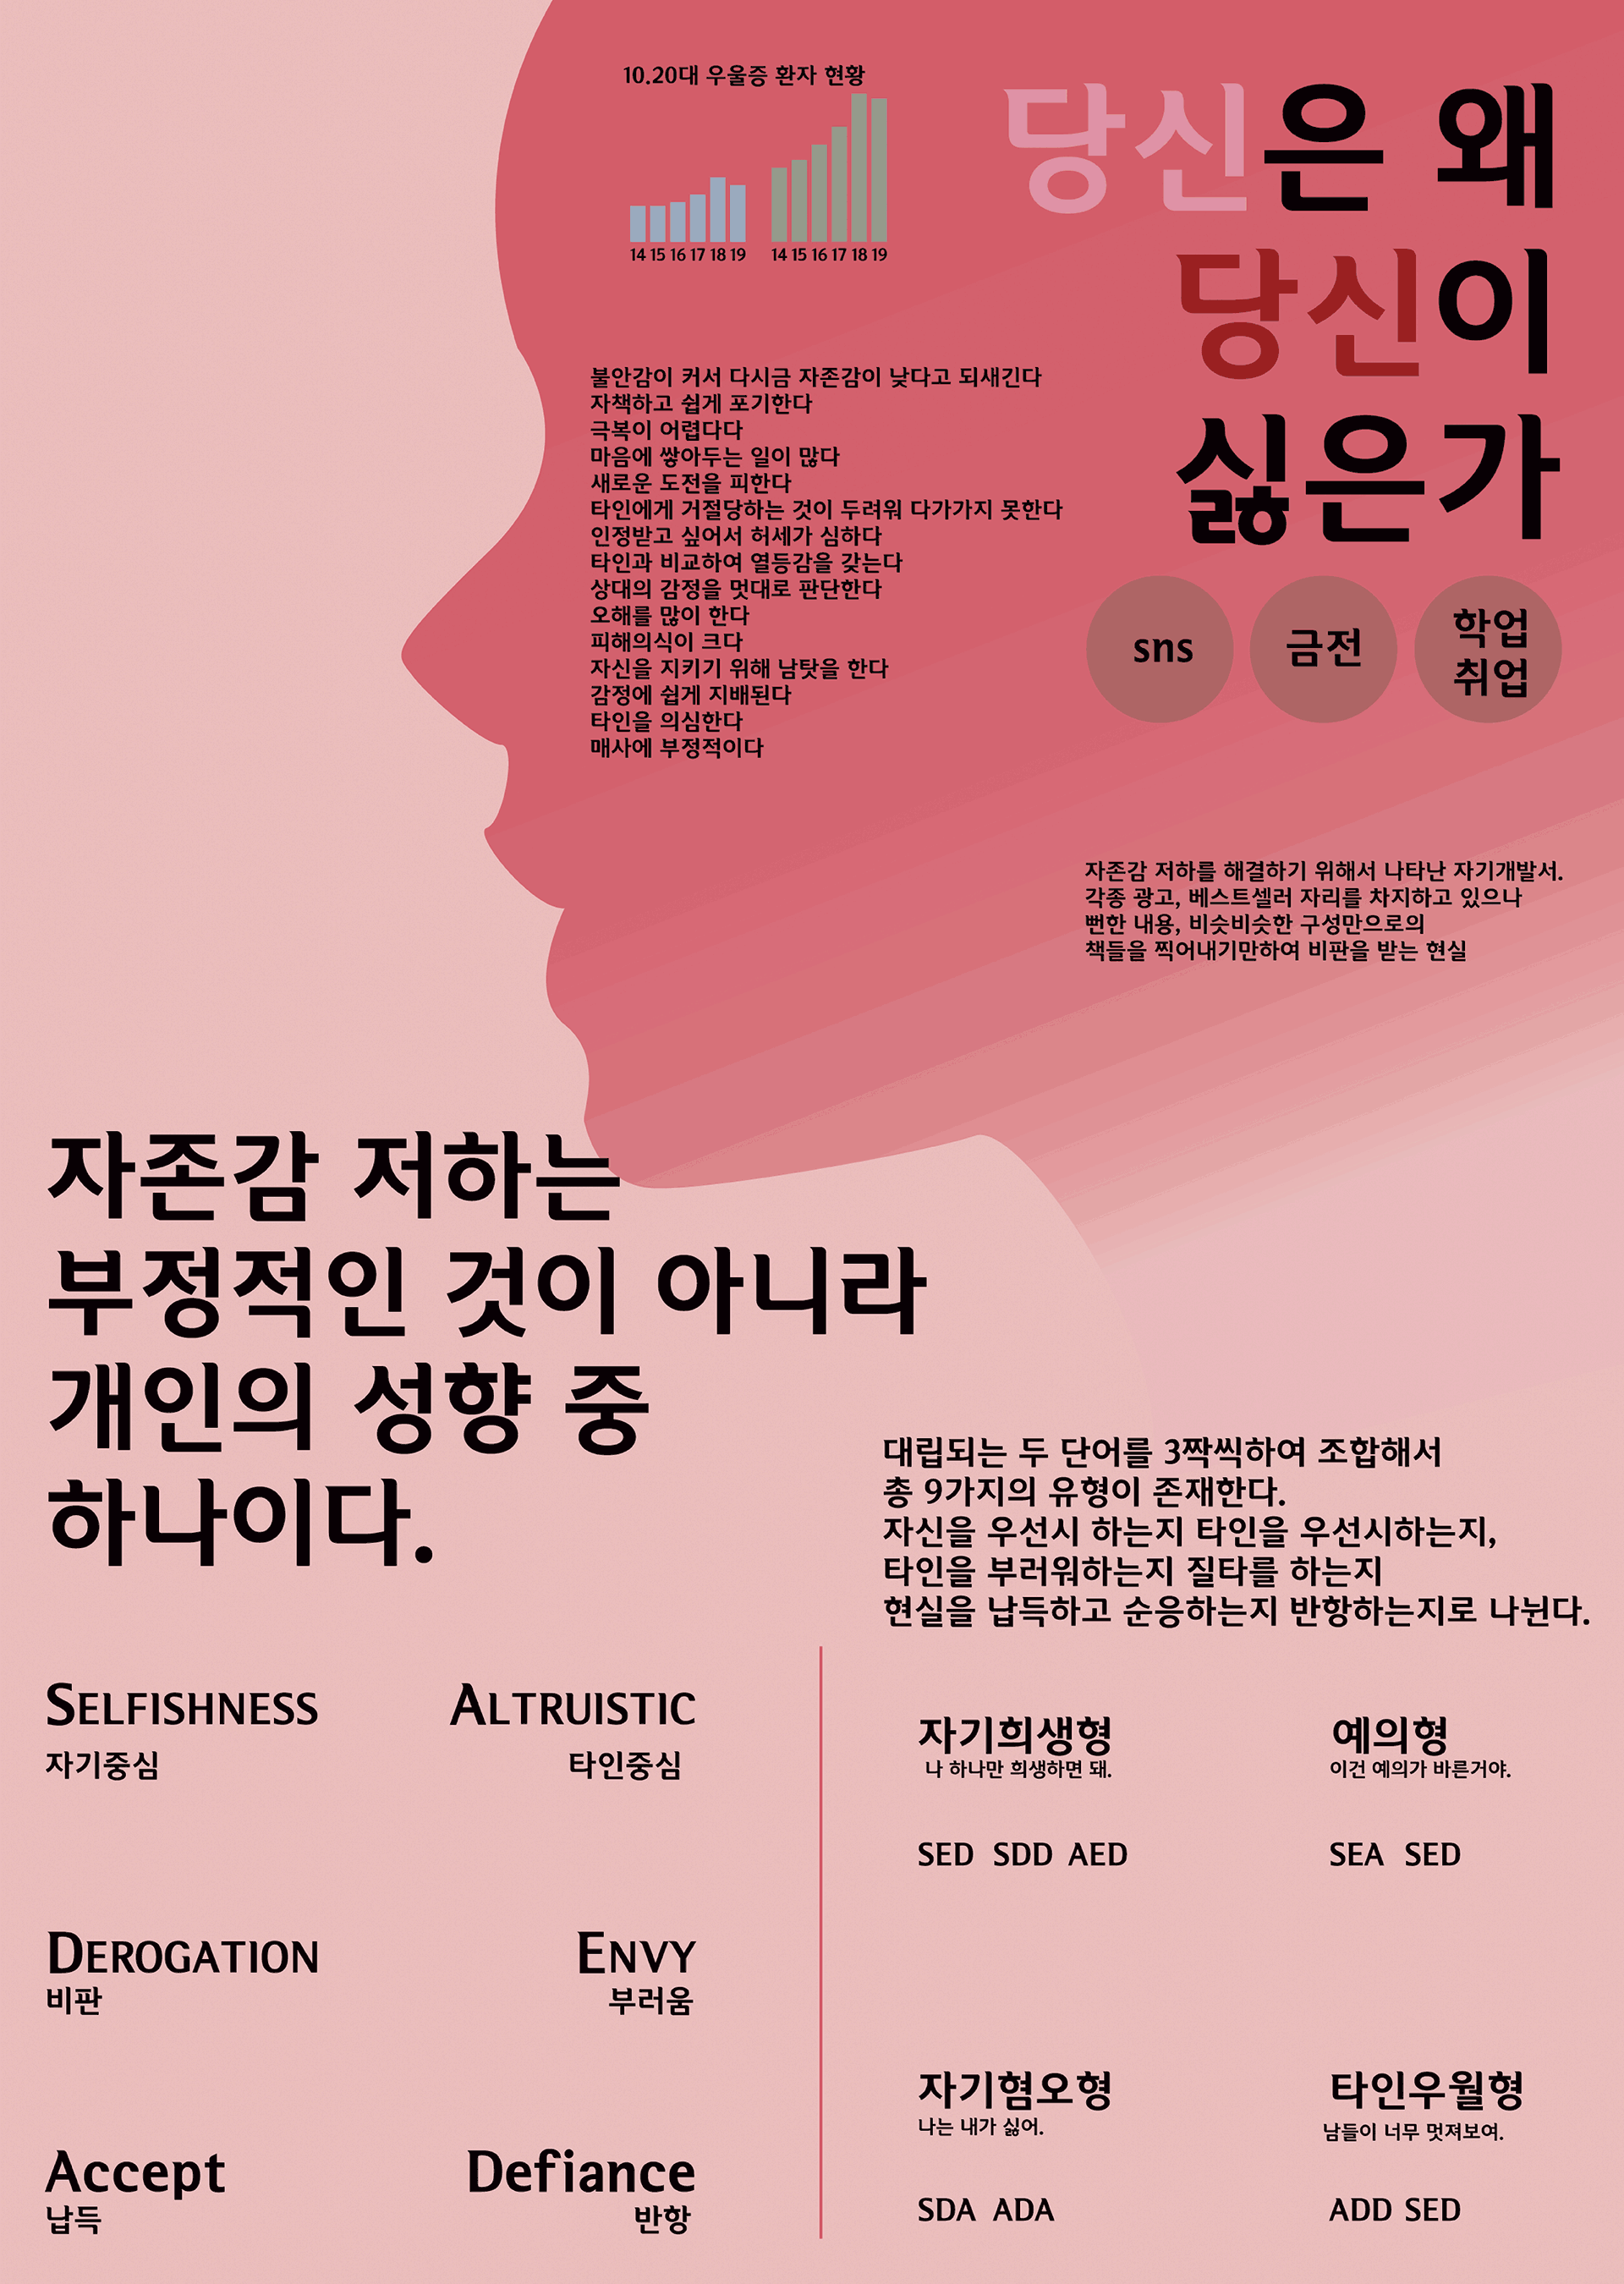 10.20대 우울증 환자 현황
14 15 16 17 18 19 14 15 16 17 18 19
당신은 왜
당신이
싫은가
불안감이 커서 다시금 자존감이 낮다고 되새긴다
자책하고 쉽게 포기한다
극복이 어렵다다
마음에 쌓아두는 일이 많다
새로운 도전을 피한다
타인에게 거절당하는 것이 두려워 다가가지 못한다
인정받고 싶어서 허세가 심하다
타인과 비교하여 열등감을 갖는다
상대의 감정을 멋대로 판단한다
오해를 많이 한다
피해의식이 크다
자신을 지키기 위해 남탓을 한다
감정에 쉽게 지배된다
타인을 의심한다
매사에 부정적이다
sns
금전
학업
취업
자존감 저하를 해결하기 위해서 나타난 자기개발서.
각종 광고, 베스트셀러 자리를 차지하고 있으나
뻔한 내용, 비슷비슷한 구성만으로의
책들을 찍어내기만하여 비판을 받는 현실
자존감 저하는
부정적인 것이 아니라
개인의 성향 중
하나이다.
대립되는 두 단어를 3짝씩하여 조합해서
총 9가지의 유형이 존재한다.
자신을 우선시 하는지 타인을 우선시하는지,
타인을 부러워하는지 질타를 하는지
현실을 납득하고 순응하는지 반항하는지로 나뉜다.
SELFISHNESS
자기중심
ALTRUISTIC
타인중심
DEROGATION
비판
ENVY
부러움
Accept
납득
Defiance
반항
자기희생형
나 하나만 희생하면 돼.
SED SDD AED
예의형
이건 예의가 바른거야.
SEA SED
자기혐오형
나는 내가 싫어.
SDA ADA
타인우월형
남들이 너무 멋져보여.
ADD SED